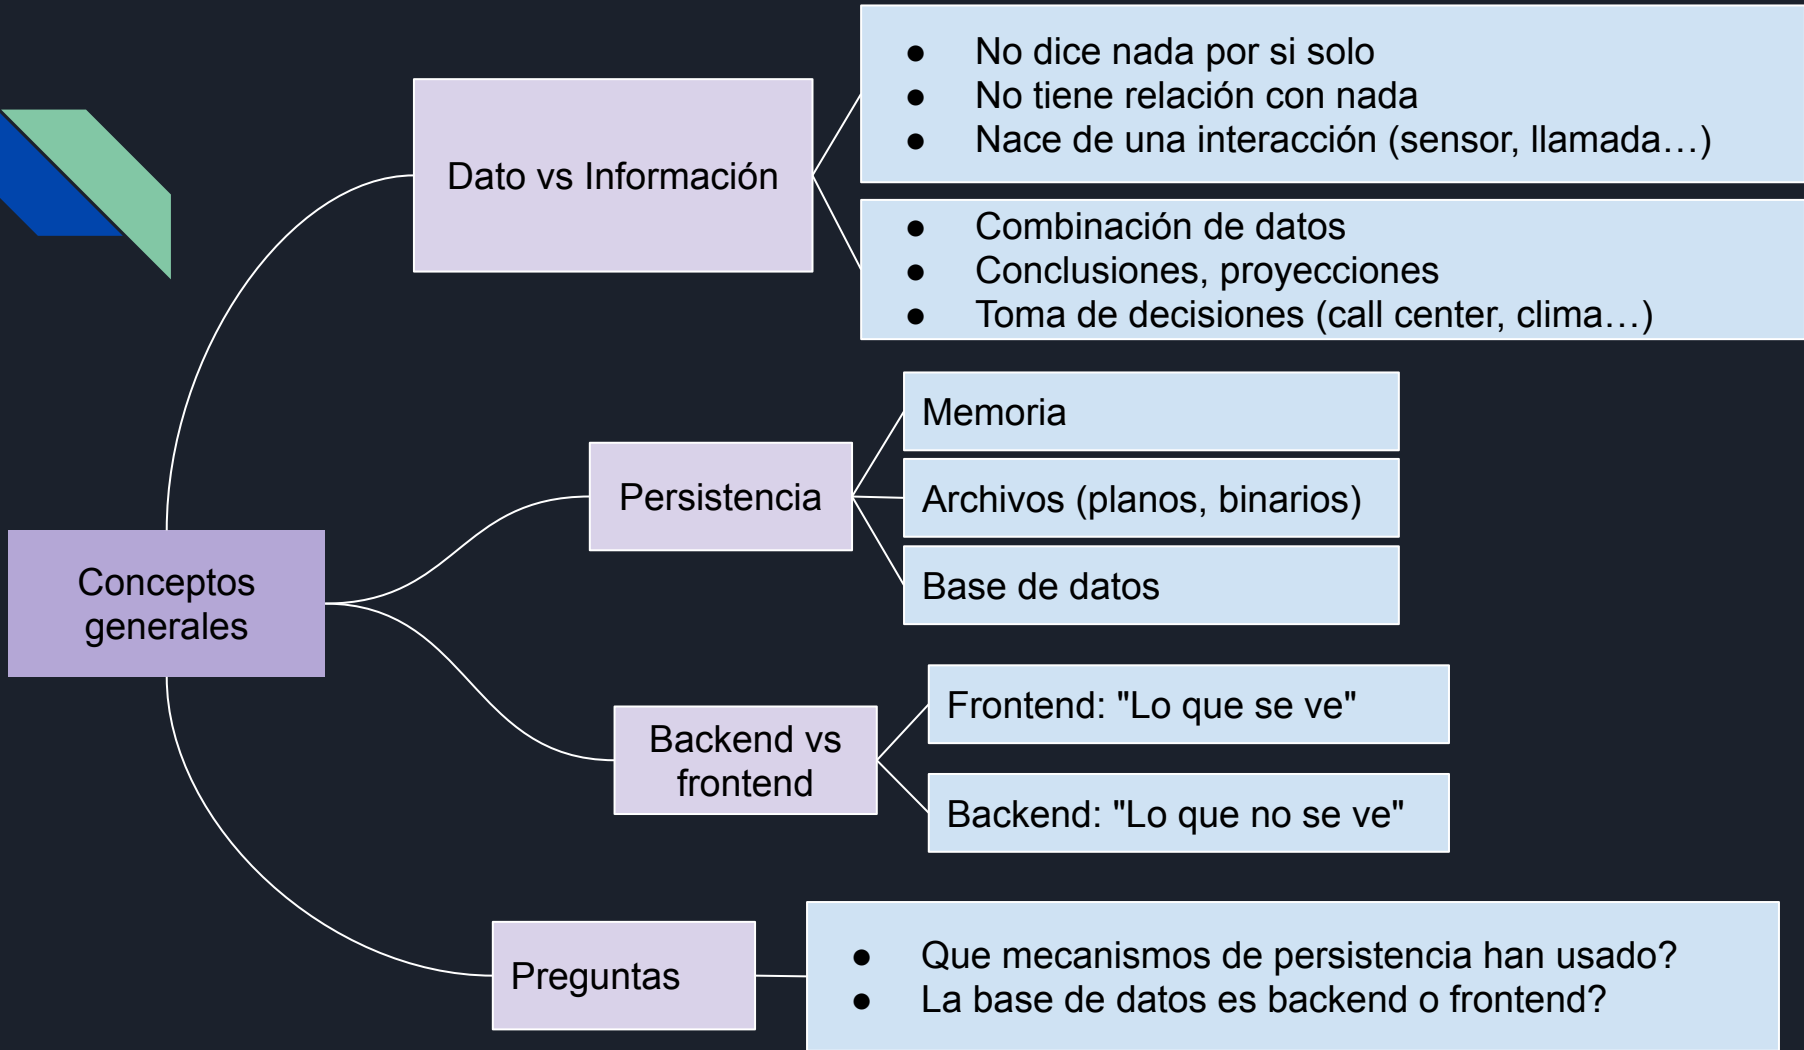 ● No dice nada por si solo
● No tiene relación con nada
● Nace de una interacción (sensor, llamada…)
Dato vs Información
● Combinación de datos
● Conclusiones, proyecciones
● Toma de decisiones (call center, clima…)
Memoria
Persistencia
Archivos (planos, binarios)
Base de datos
Conceptos
generales
Frontend: "Lo que se ve"
Backend vs
frontend
Backend: "Lo que no se ve"
Preguntas
● Que mecanismos de persistencia han usado?
● La base de datos es backend o frontend?